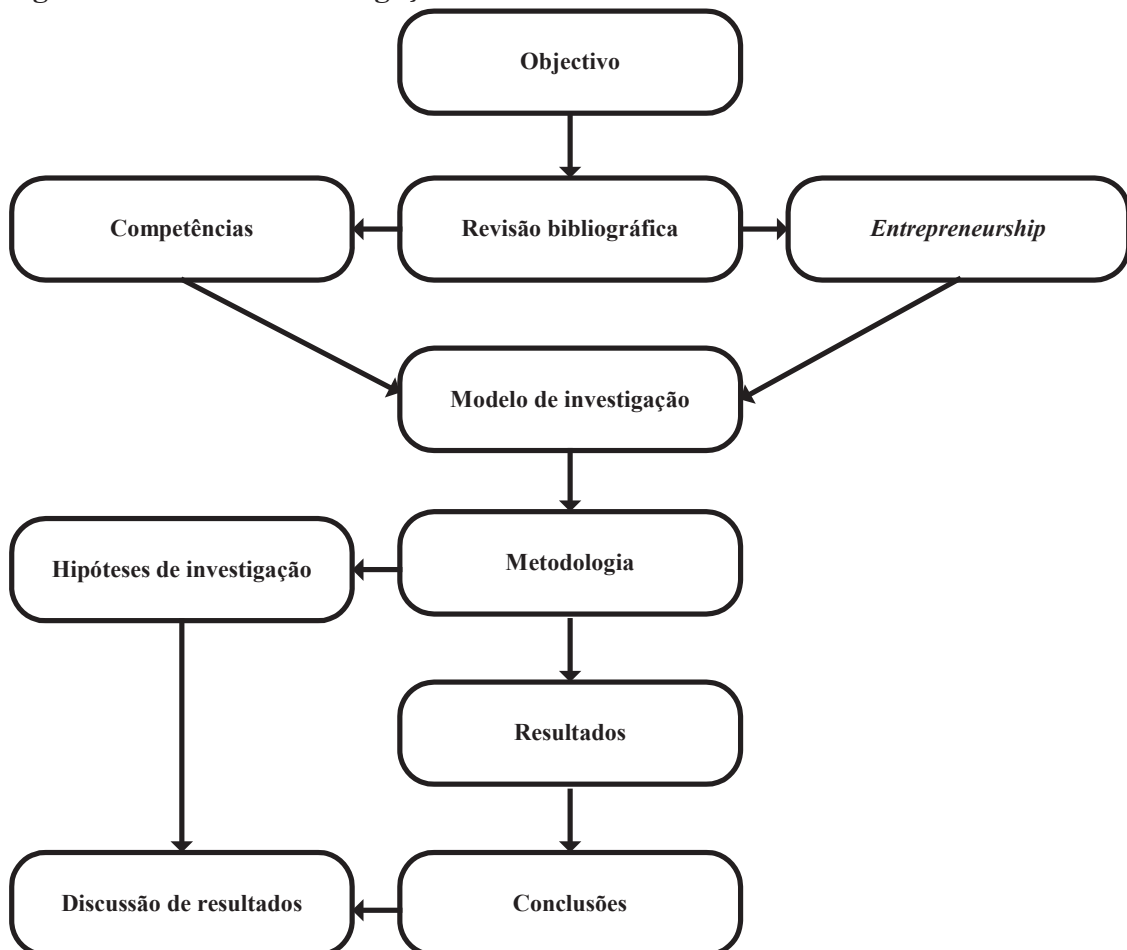 Objectivo
Competências
Revisão bibliográfica
Entrepreneurship
Modelo de investigação
Hipóteses de investigação
Metodologia
Resultados
Discussão de resultados
Conclusões